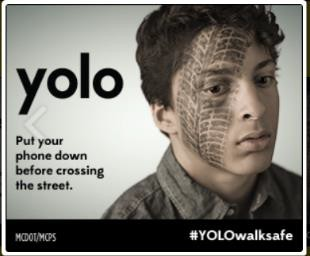 yolo
Put your
phone down
before crossing
the street.
MCDOT/MCPS
#YOLOwalksafe